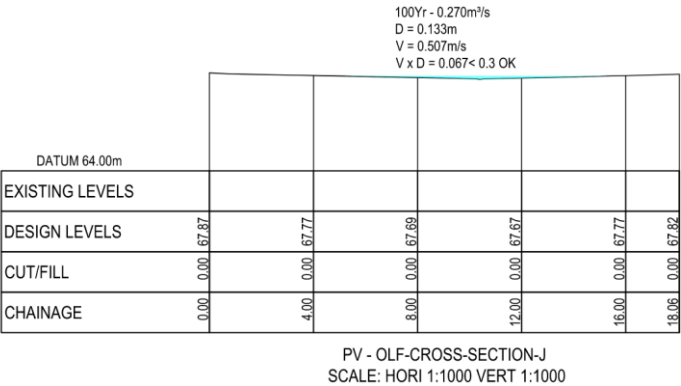 100Yr - 0.270m³/s
D = 0.133m
V = 0.507m/s
V x D = 0.067< 0.3 OK
DATUM 64.00m
EXISTING LEVELS
DESIGN LEVELS 67.87 67.77 67.69 67.67 67.77 67.82
CUT/FILL 0.00 0.00 0.00 0.00 0.00 0.00
CHAINAGE 0.00 4.00 8.00 12.00 16.00 18.06
PV - OLF-CROSS-SECTION-J
SCALE: HORI 1:1000 VERT 1:1000